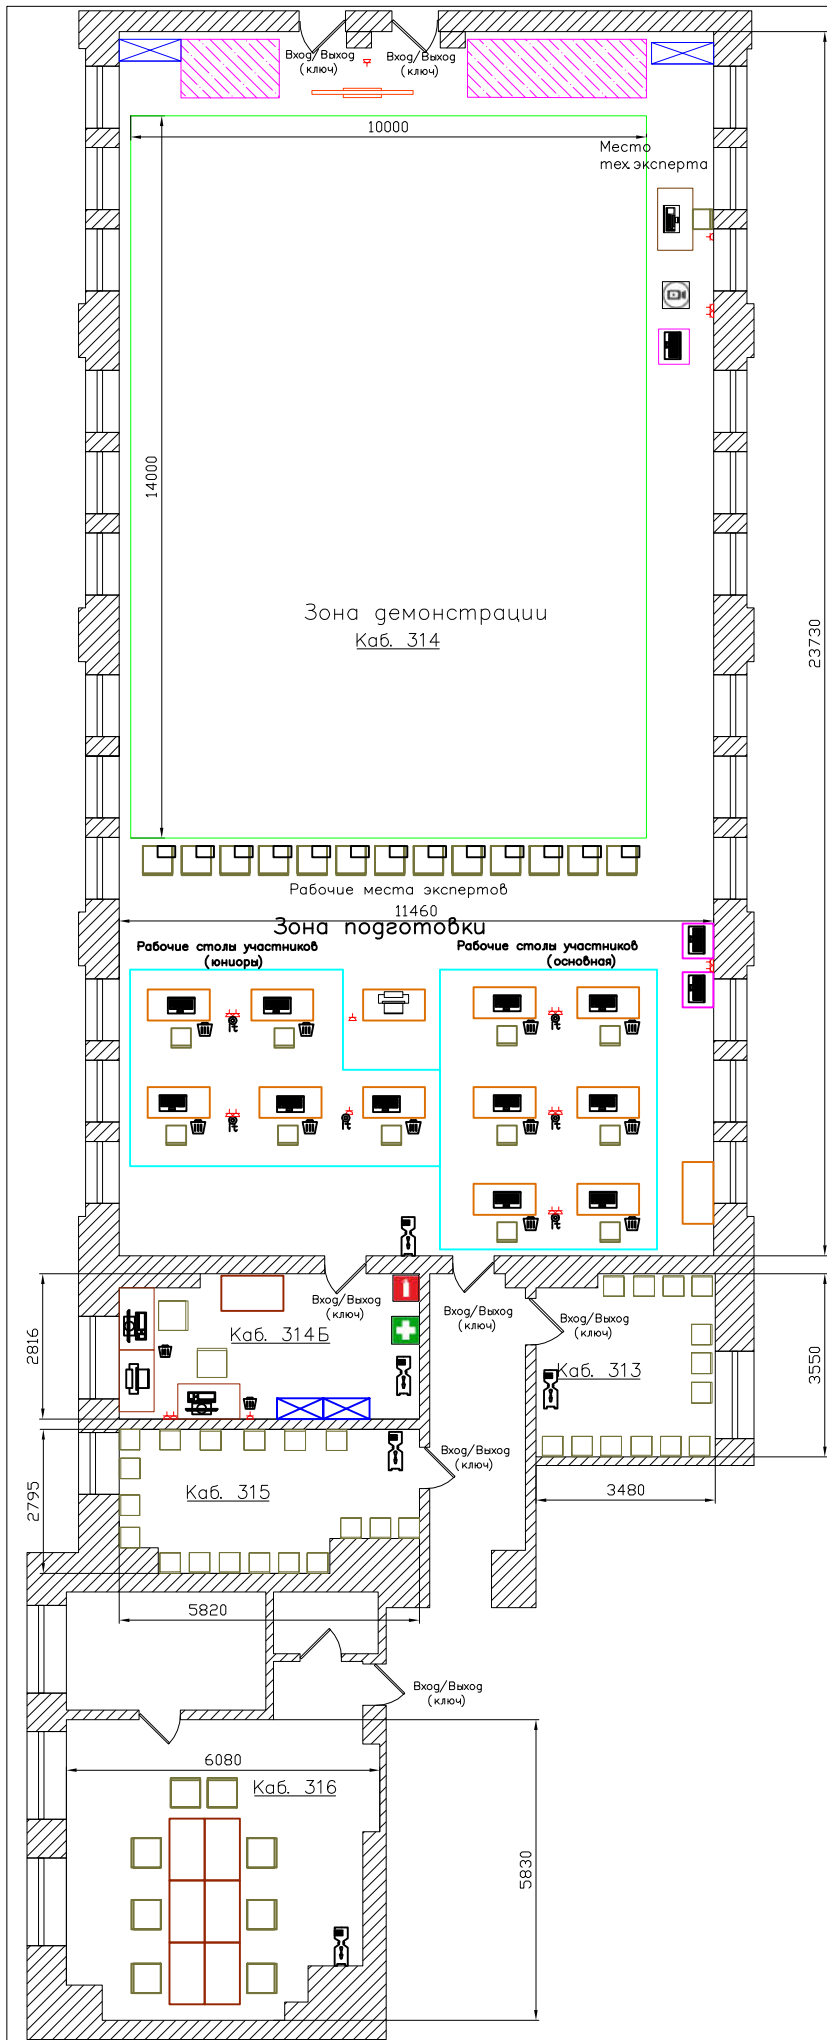 Вход/Выход
(ключ)
Вход/Выход
(ключ)
10000
Место
тех.эксперта
14000
23730
Зона демонстрации
Каб. 314
Рабочие места экспертов
11460
Зона подготовки
Рабочие столы участников
(юниоры)
Рабочие столы участников
(основная)
Вход/Выход
(ключ)
Вход/Выход
(ключ)
Вход/Выход
(ключ)
2816
Каб. 314Б
Каб. 313
3550
Вход/Выход
(ключ)
2795
Каб. 315
3480
5820
Вход/Выход
(ключ)
6080
Каб. 316
5830